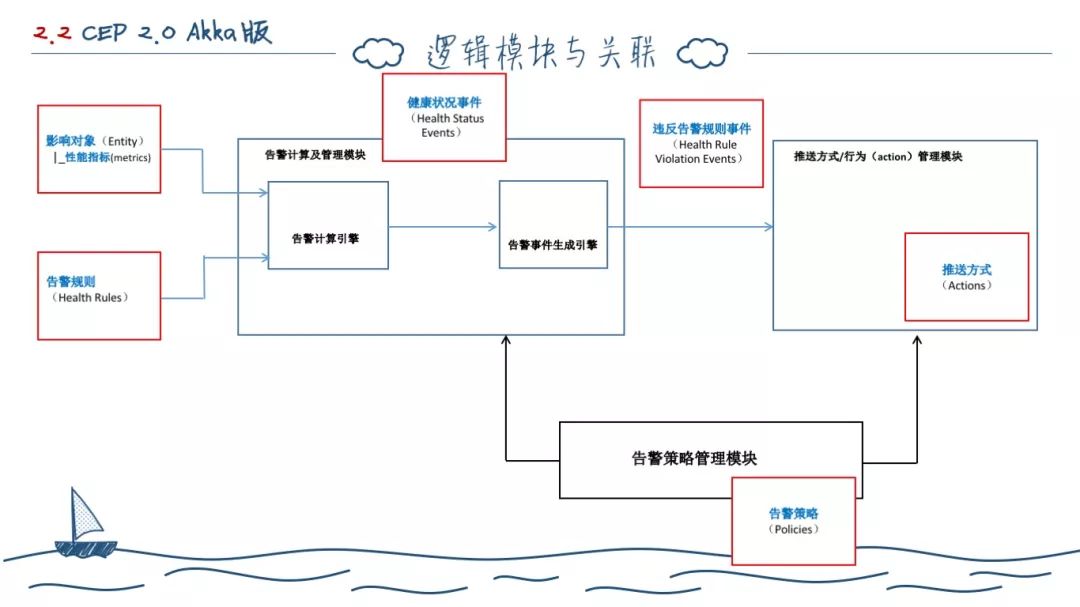 2.2 CEP 2.0 Akka版
逻辑模块与关联
影响对象（Entity）
|_性能指标(metrics)
告警规则
（Health Rules）
健康状况事件
（Health Status
Events）
告警计算及管理模块
告警计算引擎
告警事件生成引擎
违反告警规则事件
（Health Rule
Violation Events）
推送方式/行为（action）管理模块
推送方式
（Actions）
告警策略管理模块
告警策略
（Policies）